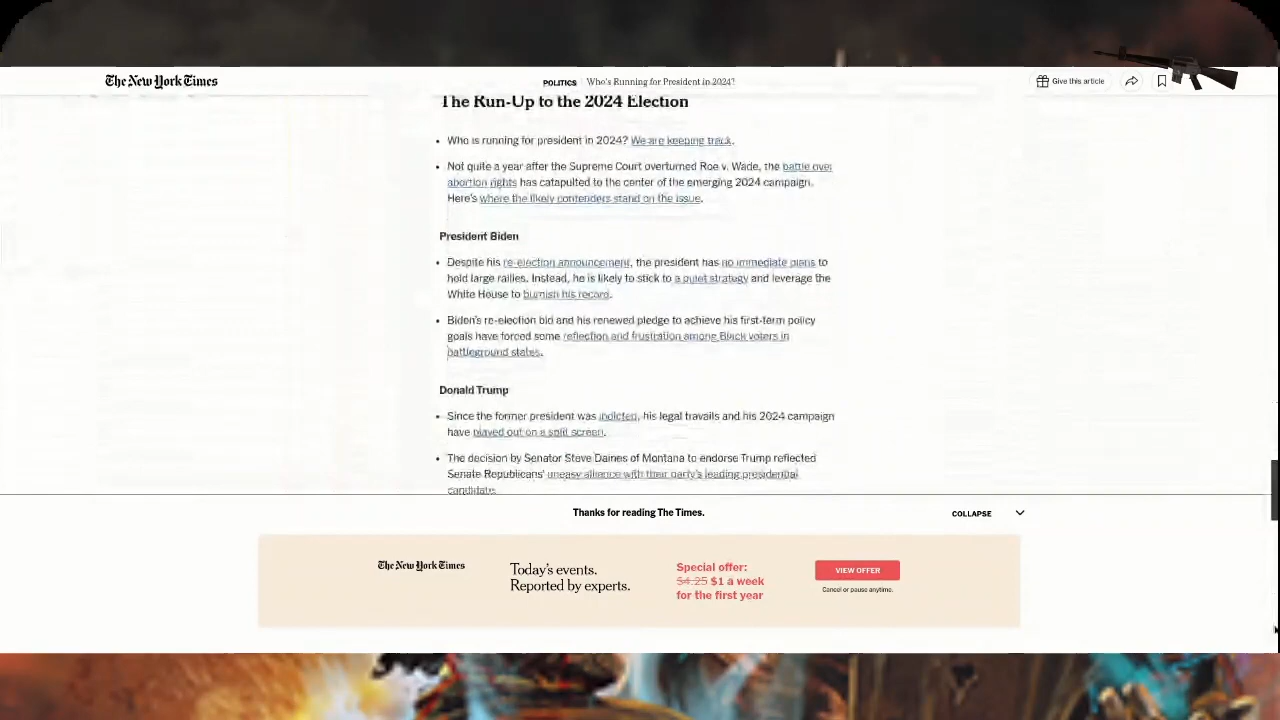 The New York Times
POLITICS | Who's Running for President in 2024?
Give this article
The Run-Up to the 2024 Election
• Who is running for president in 2024? We are keeping track.
• Not quite a year after the Supreme Court overturned Roe v. Wade, the battle over
abortion rights has catapulted to the center of the emerging 2024 campaign.
Here's where the likely contenders stand on the issue.
President Biden
• Despite his re-election announcement, the president has no immediate plans to
hold large rallies. Instead, he is likely to stick to a quiet strategy and leverage the
White House to burnish his record.
• Biden's re-election bid and his renewed pledge to achieve his first-term policy
goals have forced some reflection and frustration among Black voters in
battleground states.
Donald Trump
• Since the former president was indicted, his legal travails and his 2024 campaign
have played out on a split screen.
• The decision by Senator Steve Daines of Montana to endorse Trump reflected
Senate Republicans' uneasy alliance with their party's leading presidential
candidate.
Thanks for reading The Times.
COLLAPSE
The New York Times
Today's events.
Reported by experts.
Special offer:
$4.25 $1 a week
for the first year
VIEW OFFER
Cancel or pause anytime.